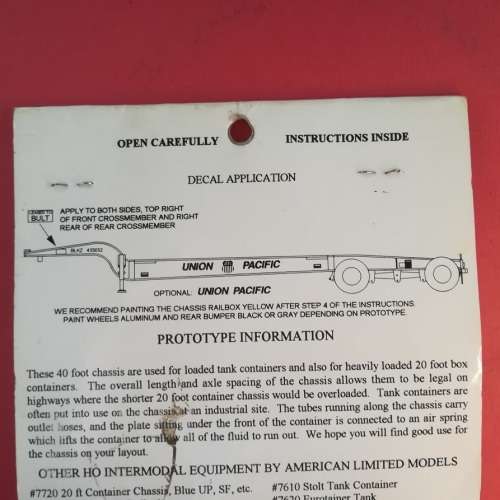 OPEN CAREFULLY INSTRUCTIONS INSIDE
DECAL APPLICATION
BULT
APPLY TO BOTH SIDES, TOP RIGHT
OF FRONT CROSSMEMBER AND RIGHT
REAR OF REAR CROSSMEMBER
BLKZ
UNION PACIFIC
OPTIONAL: UNION PACIFIC
WE RECOMMEND PAINTING THE CHASSIS RAILBOX YELLOW AFTER STEP 4 OF THE INSTRUCTIONS.
PAINT WHEELS ALUMINUM AND REAR BUMPER BLACK OR GRAY DEPENDING ON PROTOTYPE.
PROTOTYPE INFORMATION
These 40 foot chassis are used for loaded tank containers and also for heavily loaded 20 foot box
containers. The overall length and axle spacing of the chassis allows them to be legal on
highways where the shorter 20 foot container chassis would be overloaded. Tank containers are
often put into use on the chassis at an industrial site. The tubes running along the chassis carry
outlet hoses, and the plate sitting under the front of the container is connected to an air spring
which lifts the container to allow all of the fluid to run out. We hope you will find good use for
the chassis on your layout.
OTHER HO INTERMODAL EQUIPMENT BY AMERICAN LIMITED MODELS
#7720 20 ft Container Chassis, Blue UP, SF, etc. #7610 Stolt Tank Container
#7620 Eurotainer Tank